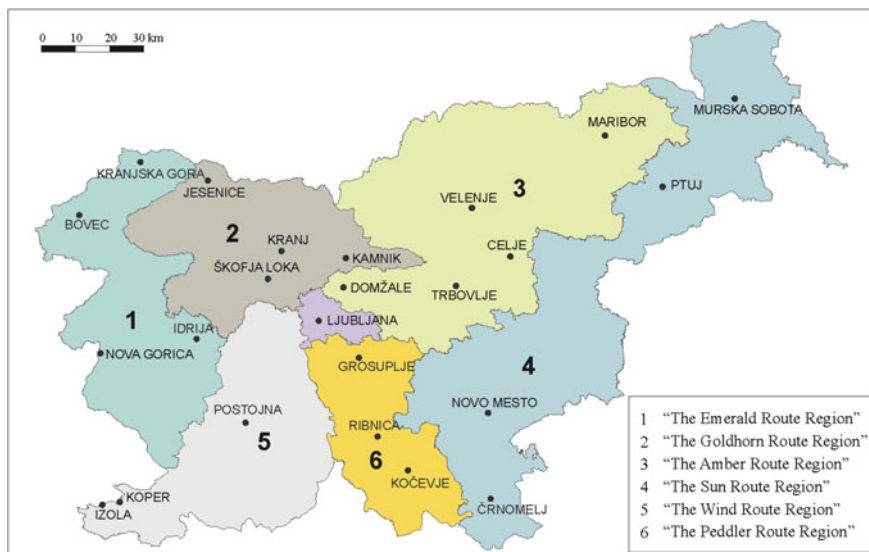 0 10 20 30 km
MURSKA SOBOTA
MARIBOR
KRANJSKA GORA
JESENICE
PTUJ
3
VELENJE
BOVEC
2
KRANJ
CELJE
KAMNIK
ŠKOFJA LOKA
DOMŽALE
TRBOVLJE
1
LJUBLJANA
IDRIJA
NOVA GORICA
GROSUPLJE
4
POSTOJNA
NOVO MESTO
RIBNICA
5
6
KOČEVJE
KOPER
IZOLA
ČRNOMELJ
1 “The Emerald Route Region”
2 “The Goldhorn Route Region”
3 “The Amber Route Region”
4 “The Sun Route Region”
5 “The Wind Route Region”
6 “The Peddler Route Region”